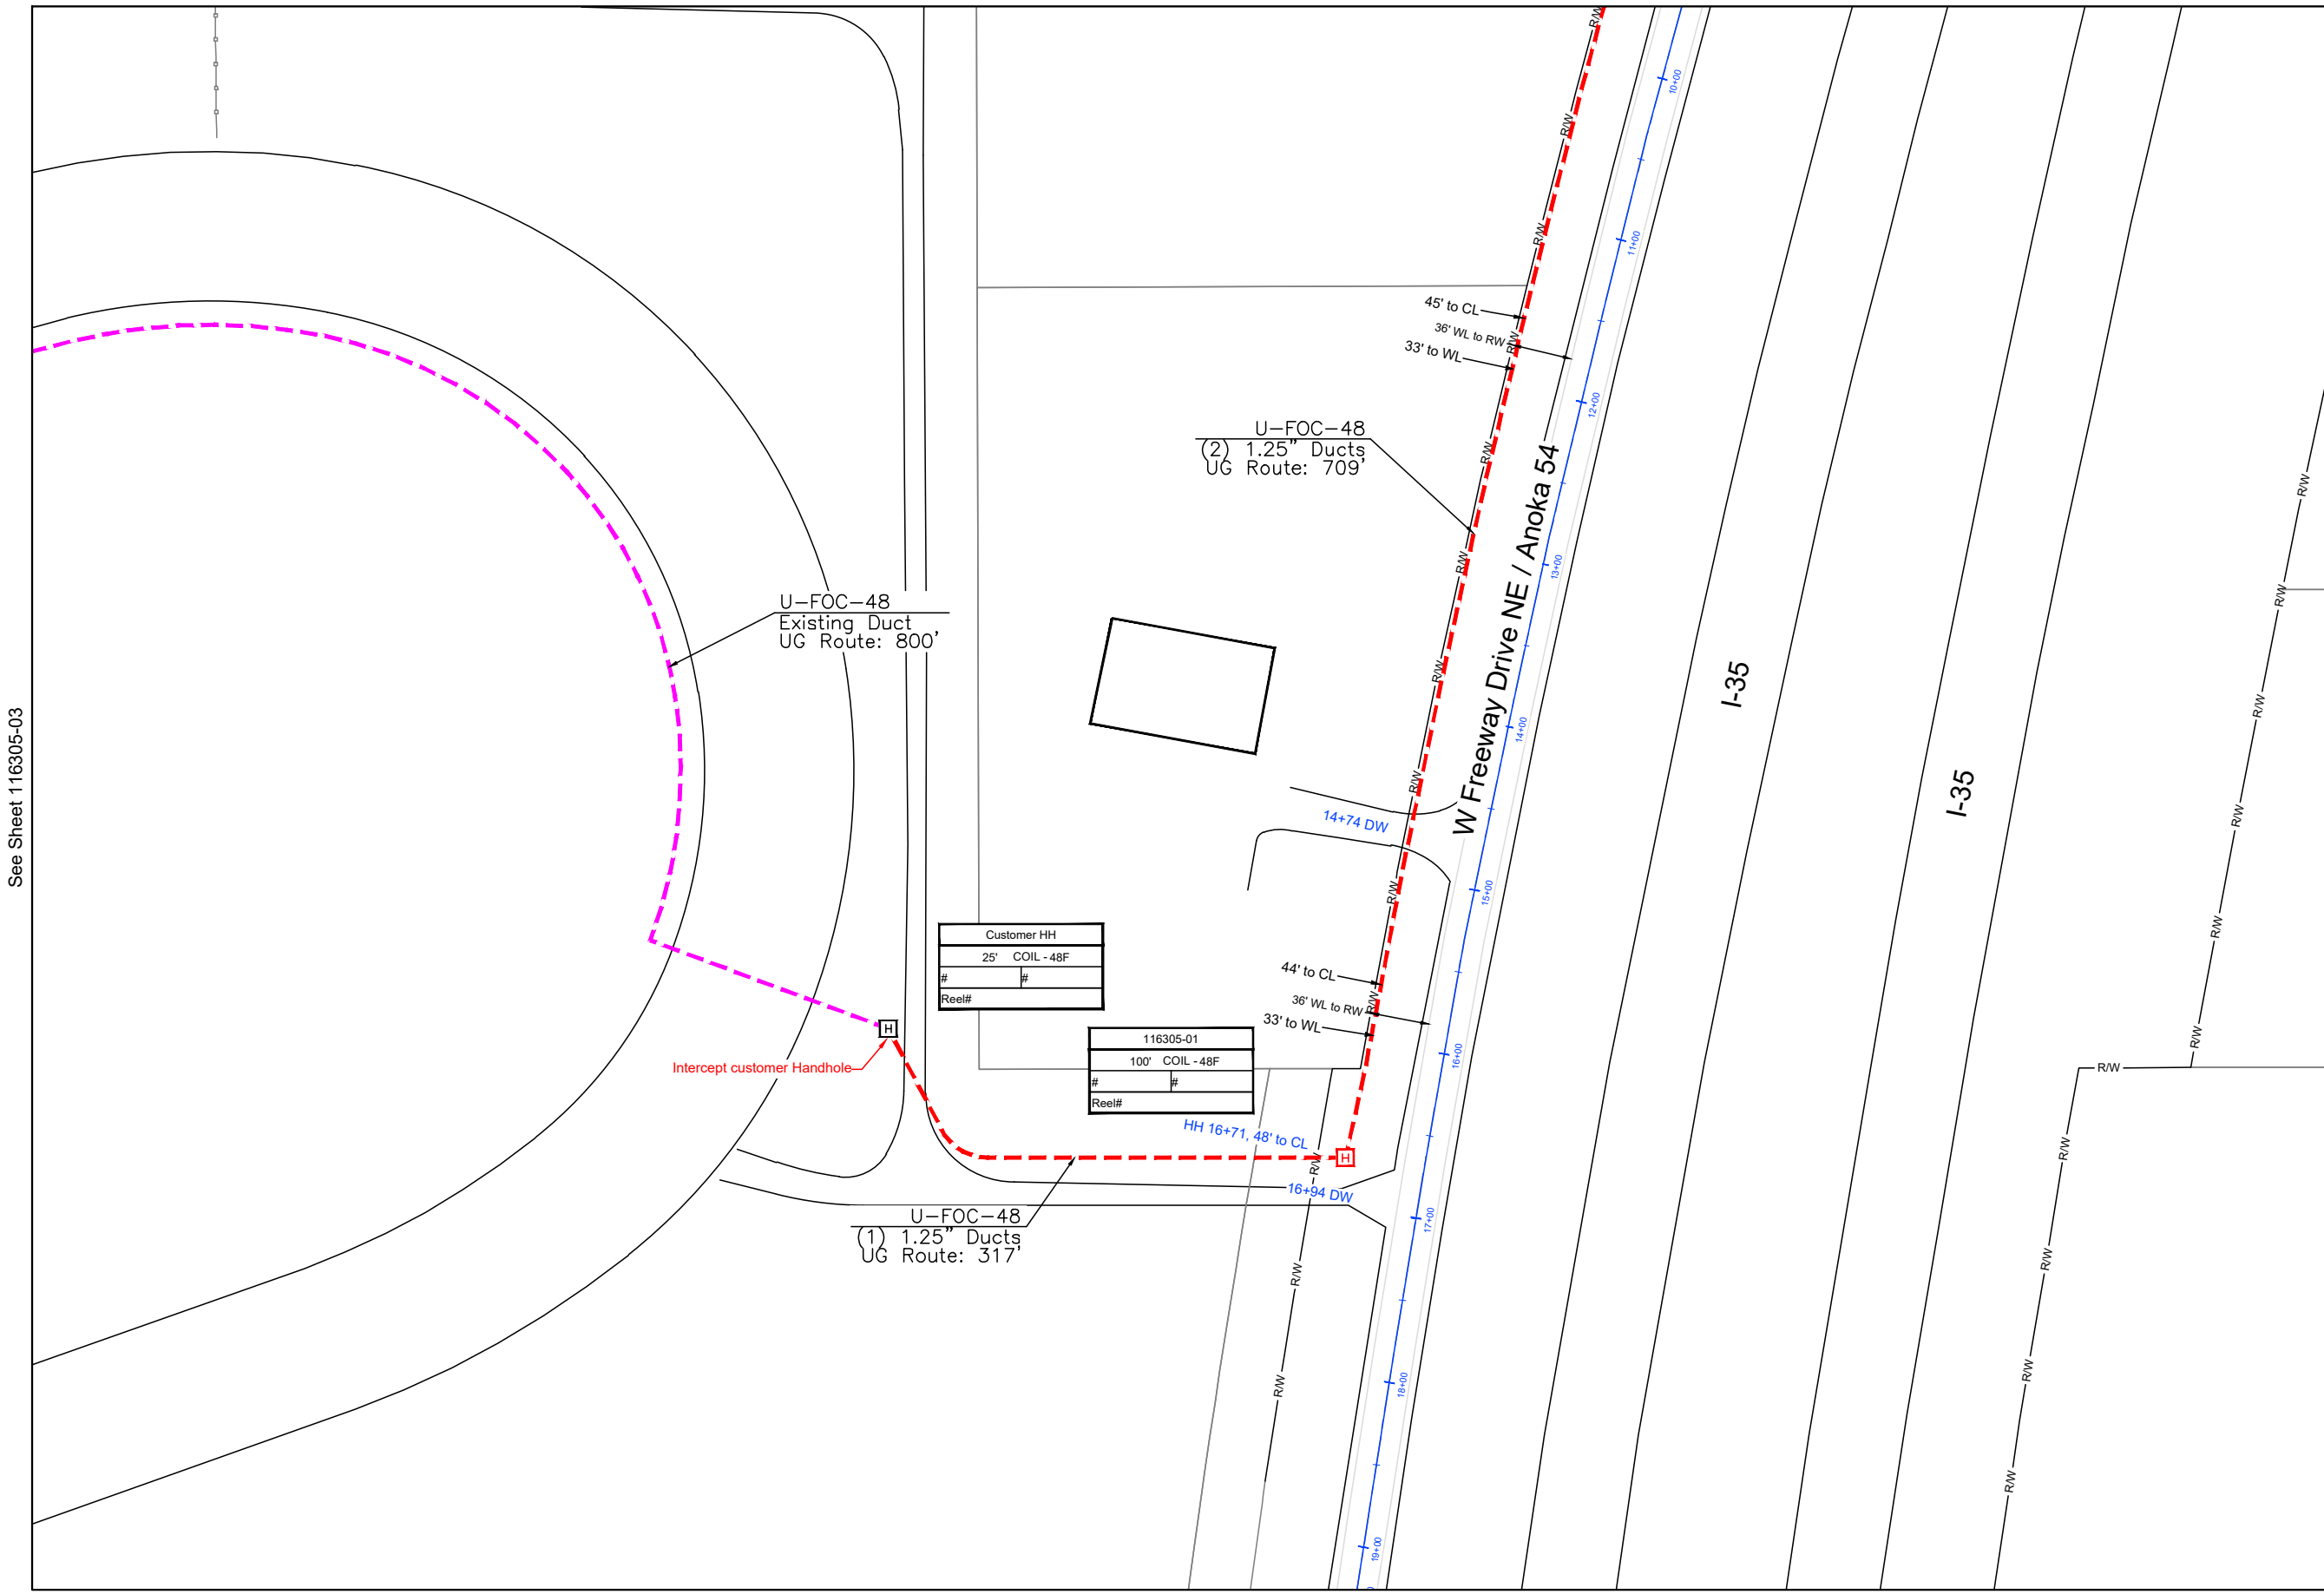 See Sheet 116305-03
R/W
R/W
R/W
10+00
11+00
45' to CL
36' WL to RW
33' to WL
R/W
12+00
U-FOC-48
(2) 1.25" Ducts
UG Route: 709'
R/W
R/W
R/W
R/W
R/W
W Freeway Drive NE / Anoka 54
13+00
14+00
15+00
I-35
I-35
R/W
R/W
R/W
R/W
R/W
R/W
R/W
U-FOC-48
Existing Duct
UG Route: 800'
14+74 DW
Customer HH
25' COIL - 48F
# #
Reel#
44' to CL
36' WL to RW
33' to WL
R/W
16+00
H
Intercept customer Handhole
116305-01
100' COIL - 48F
# #
Reel#
HH 16+71, 48' to CL
H
R/W
16+94 DW
U-FOC-48
(1) 1.25" Ducts
UG Route: 317'
17+00
R/W
R/W
18+00
19+00
R/W
R/W
R/W
R/W